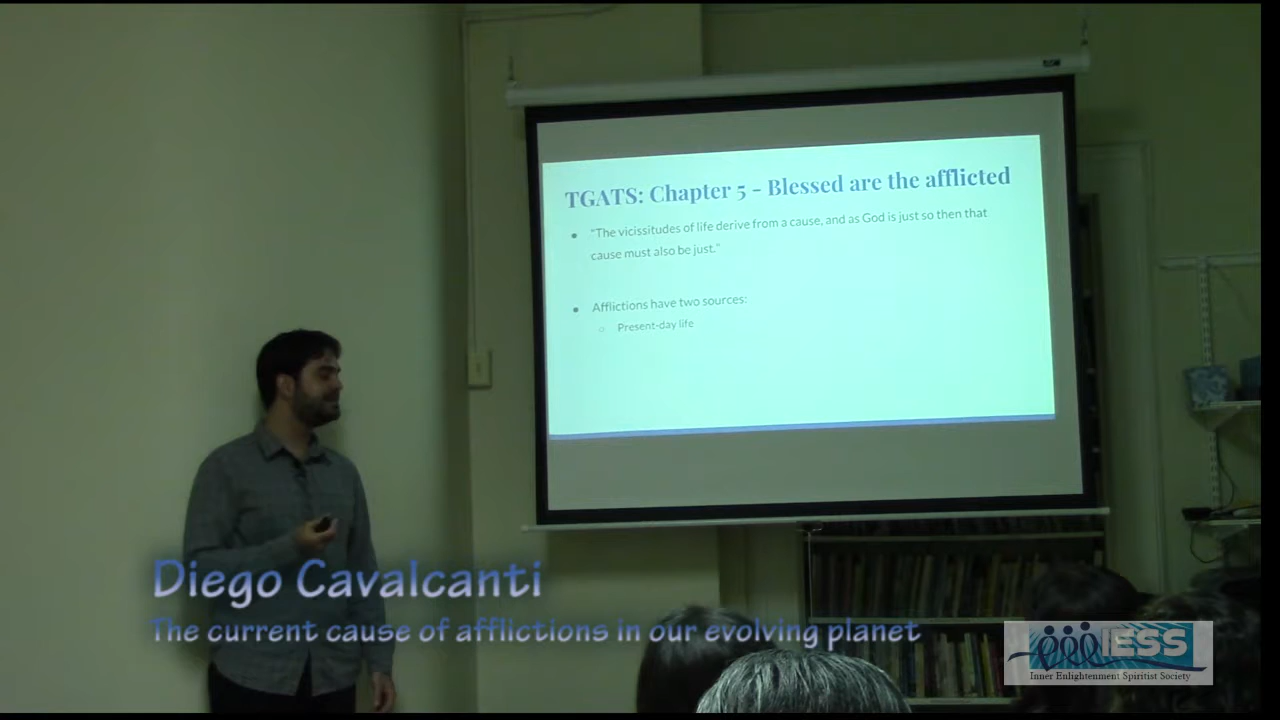 TGATS: Chapter 5 - Blessed are the afflicted
"The vicissitudes of life derive from a cause, and as God is just so then that
cause must also be just."
Afflictions have two sources:
Present-day life
Diego Cavalcanti
The current cause of afflictions in our evolving planet
IESS
Inner Enlightenment Spiritist Society